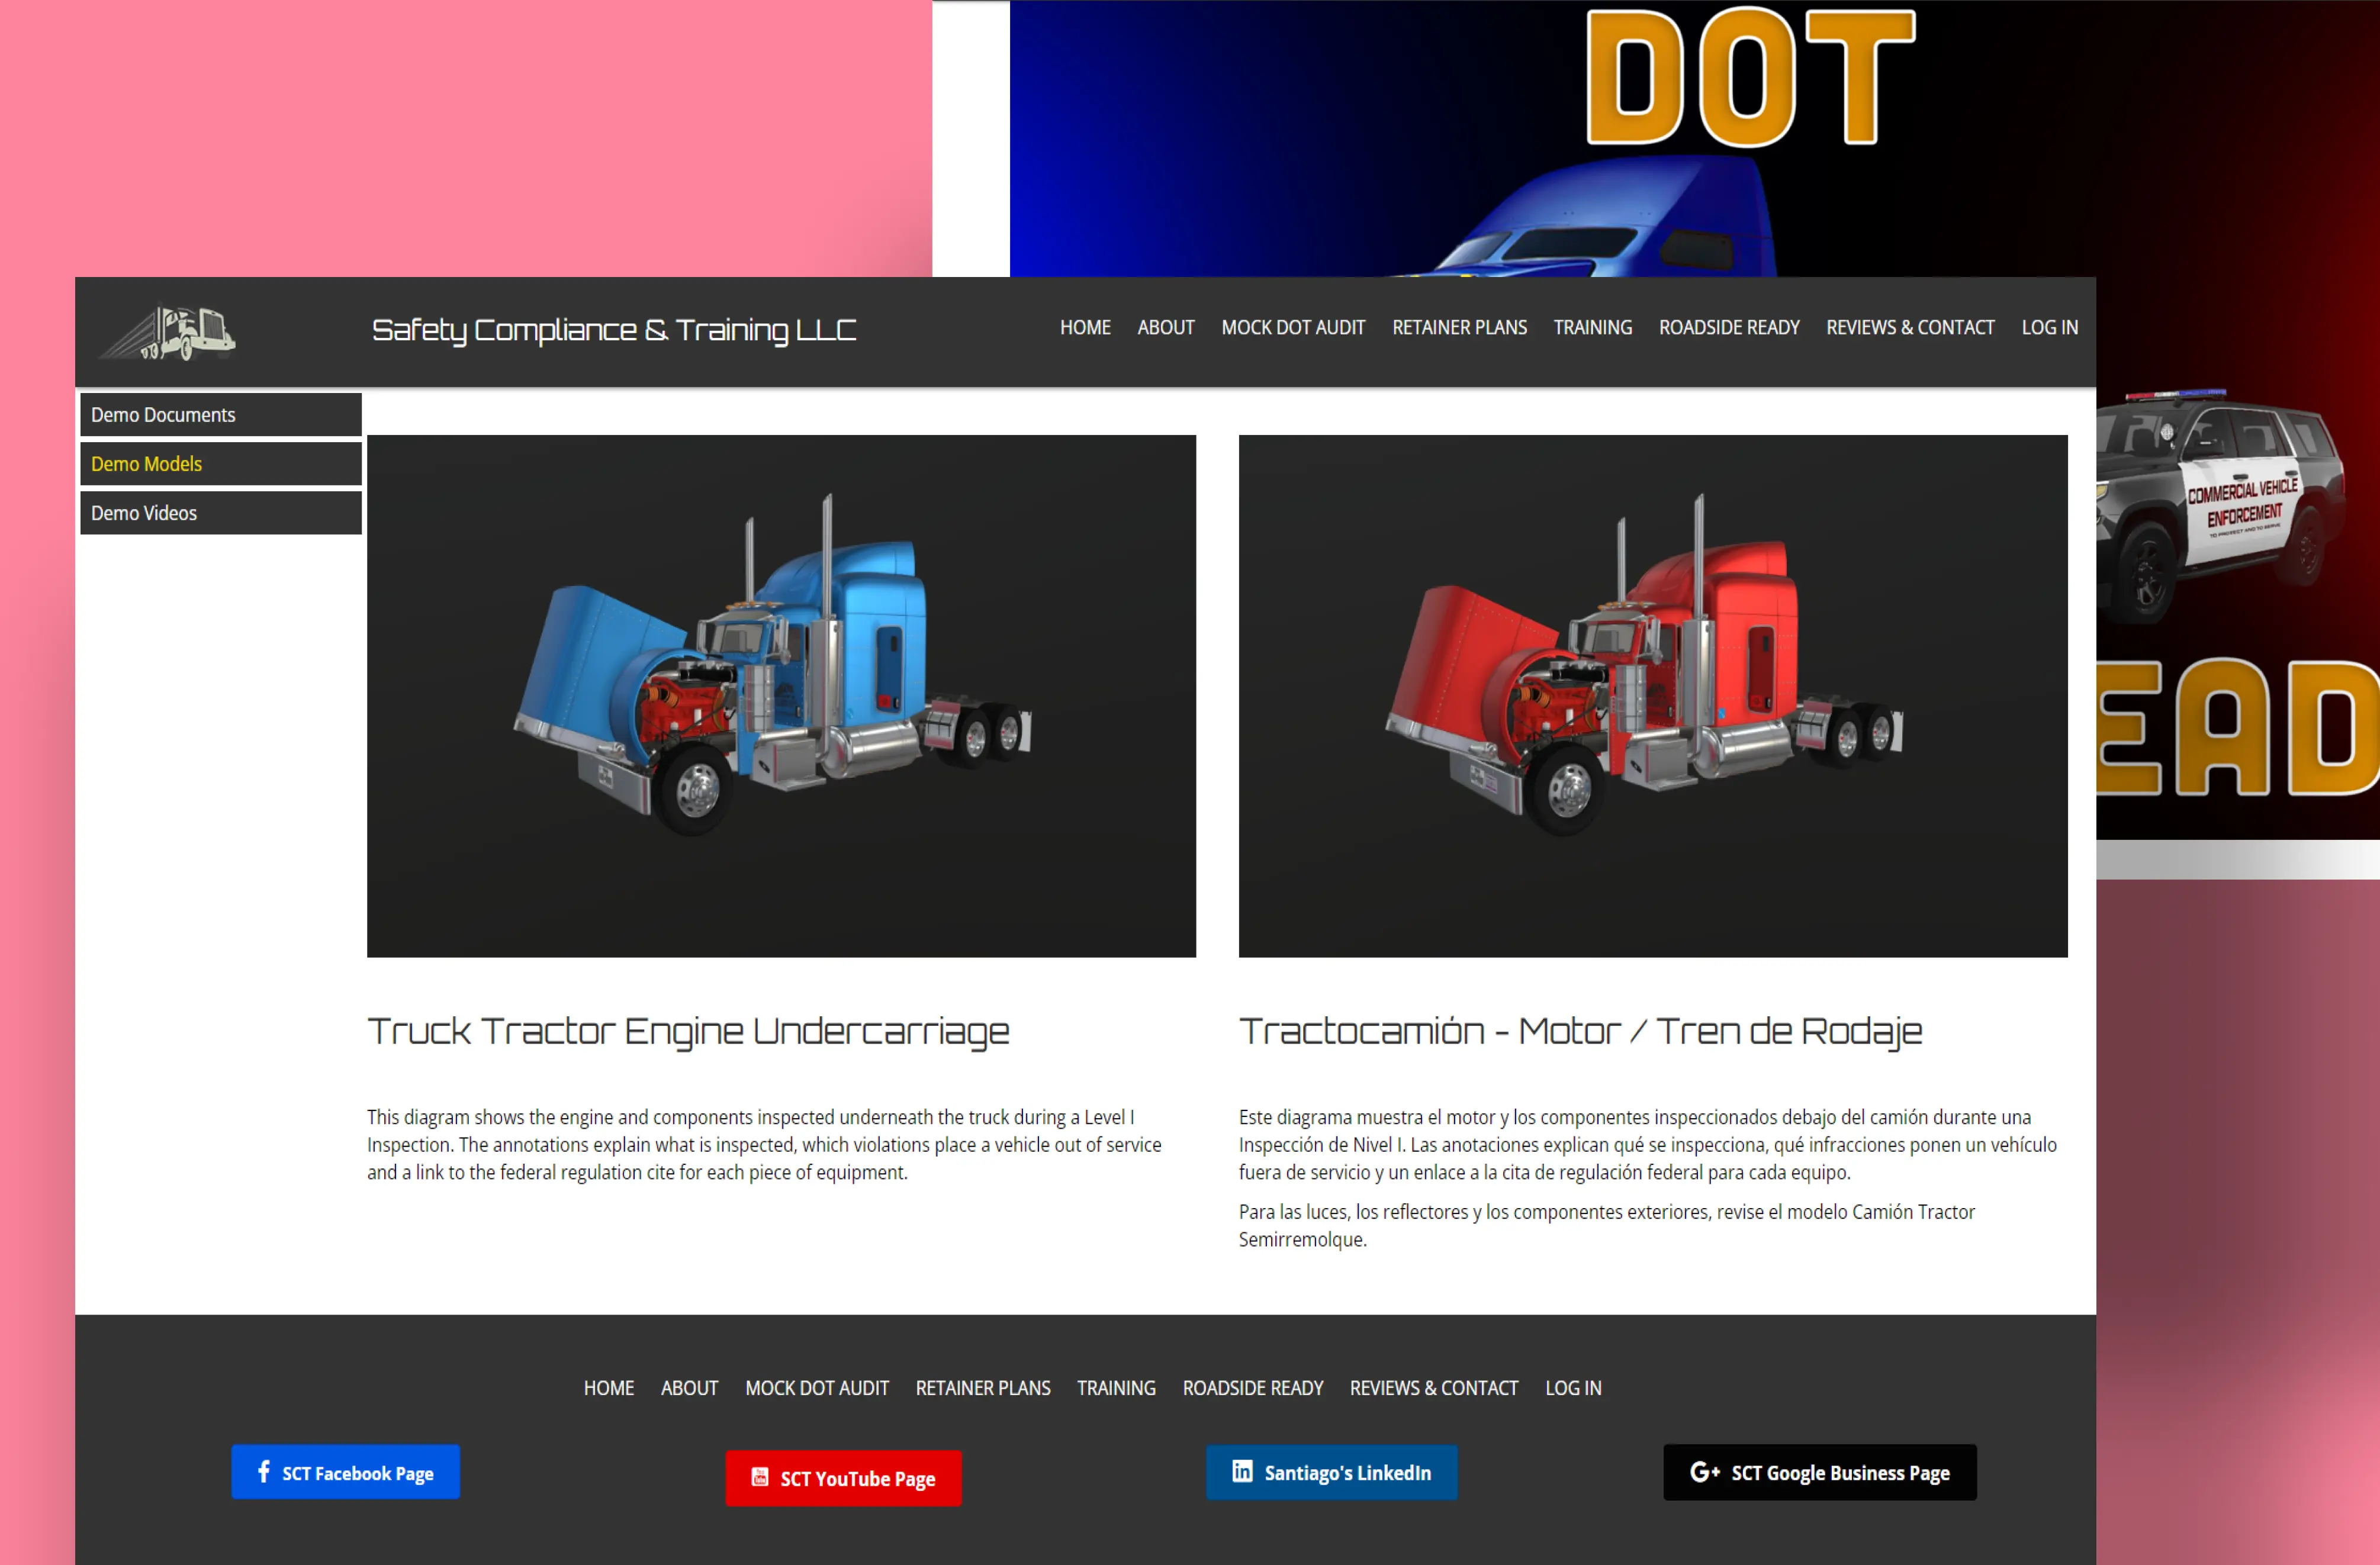 DOT
Safety Compliance & Training LLC
HOME ABOUT MOCK DOT AUDIT RETAINER PLANS TRAINING ROADSIDE READY REVIEWS & CONTACT LOG IN
Demo Documents
Demo Models
Demo Videos
COMMERCIAL VEHICLE
ENFORCEMENT
TO PROTECT AND TO SERVE
EAD
Truck Tractor Engine Undercarriage
This diagram shows the engine and components inspected underneath the truck during a Level I
Inspection. The annotations explain what is inspected, which violations place a vehicle out of service
and a link to the federal regulation cite for each piece of equipment.
Tractocamión - Motor / Tren de Rodaje
Este diagrama muestra el motor y los componentes inspeccionados debajo del camión durante una
Inspección de Nivel I. Las anotaciones explican qué se inspecciona, qué infracciones ponen un vehículo
fuera de servicio y un enlace a la cita de regulación federal para cada equipo.
Para las luces, los reflectores y los componentes exteriores, revise el modelo Camión Tractor
Semirremolque.
HOME ABOUT MOCK DOT AUDIT RETAINER PLANS TRAINING ROADSIDE READY REVIEWS & CONTACT LOG IN
SCT Facebook Page
SCT YouTube Page
Santiago's LinkedIn
G+ SCT Google Business Page